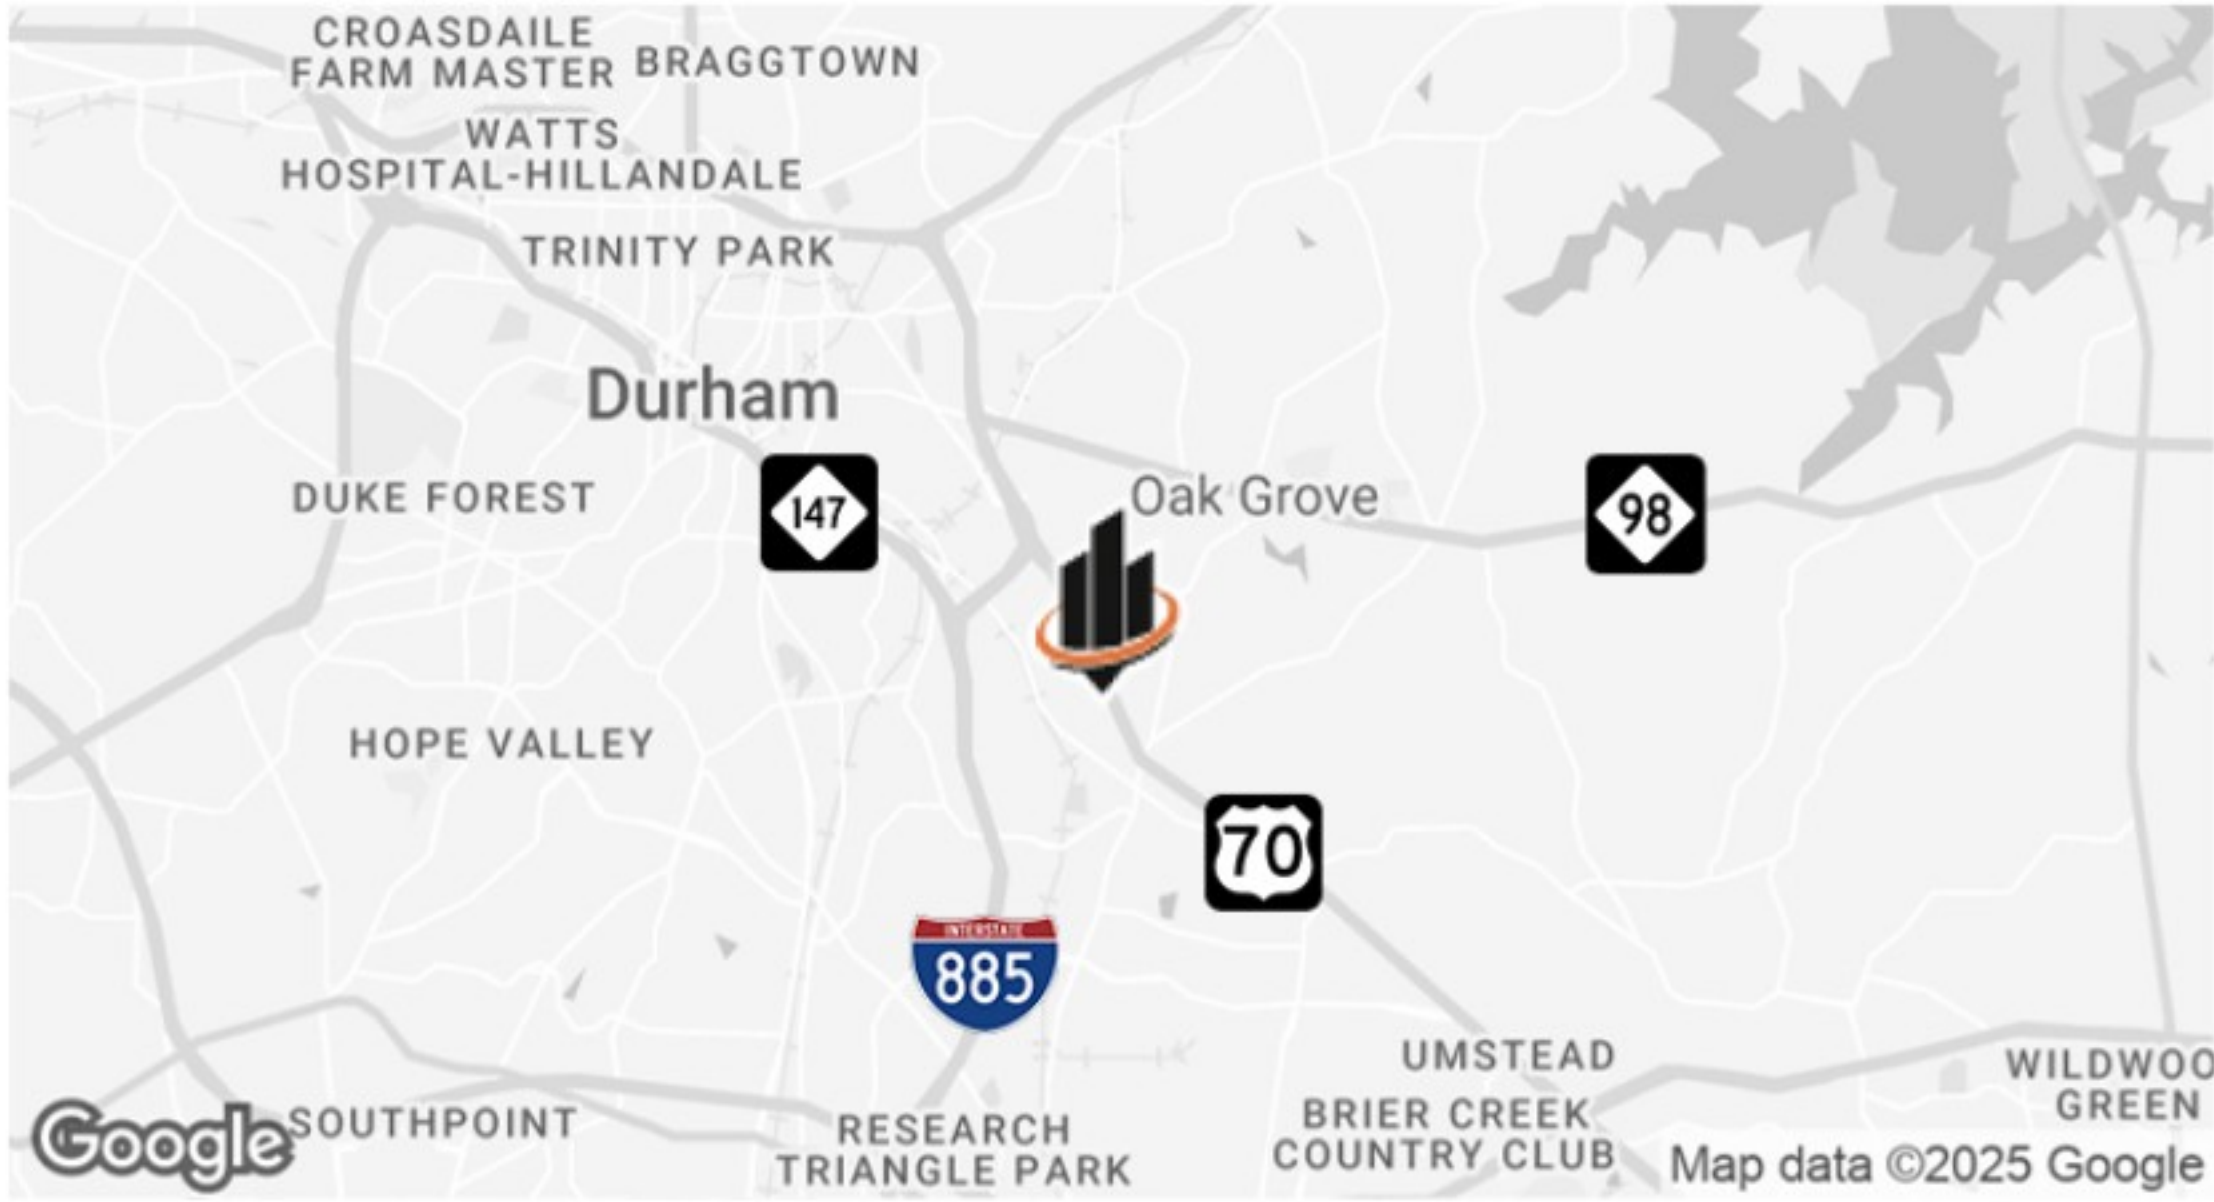 CROASDAILE
FARM MASTER
BRAGGTOWN
WATTS
HOSPITAL-HILLANDALE
TRINITY PARK
Durham
147
Oak Grove
98
DUKE FOREST
HOPE VALLEY
70
INTERSTATE
885
UMSTEAD
WILDWOO
GREEN
SOUTHPOINT
RESEARCH
TRIANGLE PARK
BRIER CREEK
COUNTRY CLUB
Google
Map data ©2025 Google